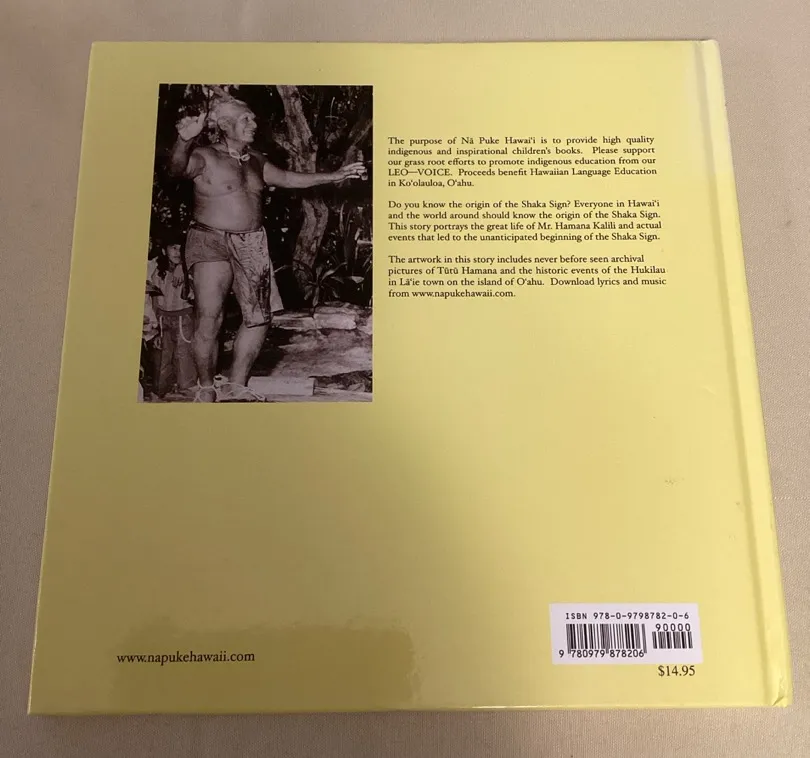 The purpose of Nā Puke Hawai'i is to provide high quality
indigenous and inspirational children's books. Please support
our grass root efforts to promote indigenous education from our
LEO—VOICE. Proceeds benefit Hawaiian Language Education
in Ko'olauloa, O'ahu.
Do you know the origin of the Shaka Sign? Everyone in Hawai'i
and the world around should know the origin of the Shaka Sign.
This story portrays the great life of Mr. Hamana Kalili and actual
events that led to the unanticipated beginning of the Shaka Sign.
The artwork in this story includes never before seen archival
pictures of Tūtū Hamana and the historic events of the Hukilau
in Lā'ie town on the island of O'ahu. Download lyrics and music
from www.napukehawaii.com.
www.napukehawaii.com
ISBN 978-0-9798782-0-6
90000
9 780979 878206
$14.95